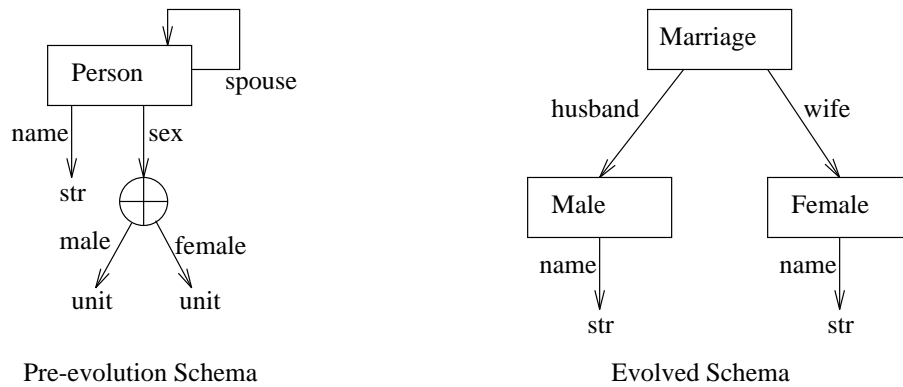 Person
spouse
name
sex
str
male
female
unit
unit
Pre-evolution Schema
Marriage
husband
wife
Male
Female
name
name
str
str
Evolved Schema